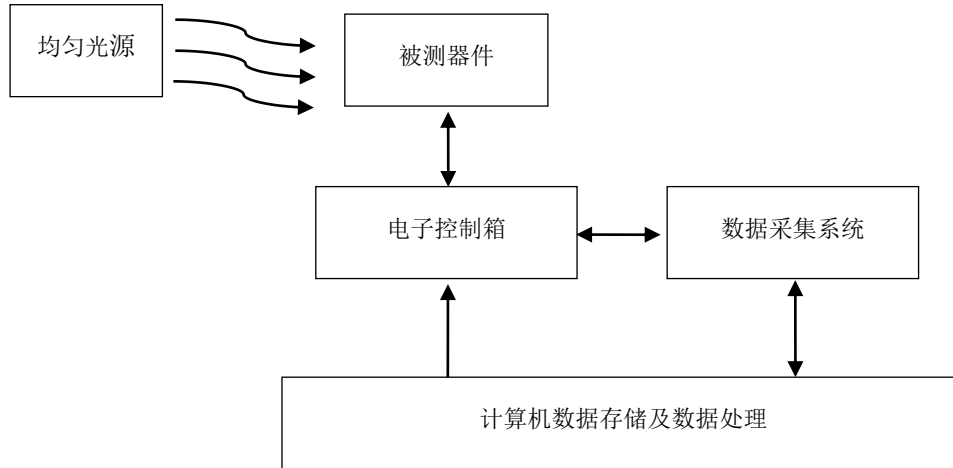 均匀光源
被测器件
电子控制箱
数据采集系统
计算机数据存储及数据处理